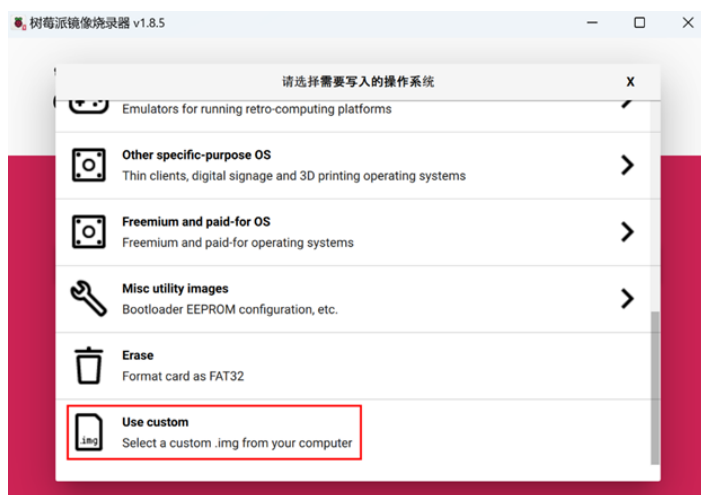 树莓派镜像烧录器 v1.8.5
请选择需要写入的操作系统
X
Emulators for running retro-computing platforms
Other specific-purpose OS
Thin clients, digital signage and 3D printing operating systems
Freemium and paid-for OS
Freemium and paid-for operating systems
Misc utility images
Bootloader EEPROM configuration, etc.
Erase
Format card as FAT32
Use custom
.img
Select a custom .img from your computer